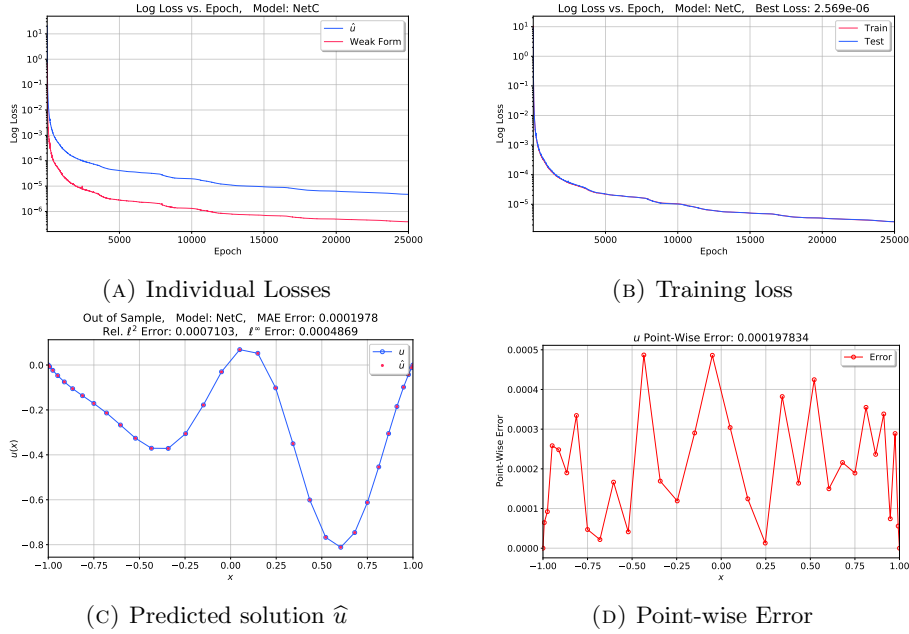 Log Loss vs. Epoch, Model: NetC
10¹
10⁰
10⁻¹
10⁻²
10⁻³
10⁻⁴
10⁻⁵
10⁻⁶
Log Loss
û
Weak Form
5000 10000 15000 20000 25000
Epoch
(A) Individual Losses
Log Loss vs. Epoch, Model: NetC, Best Loss: 2.569e-06
10¹
10⁰
10⁻¹
10⁻²
10⁻³
10⁻⁴
10⁻⁵
Log Loss
Train
Test
5000 10000 15000 20000 25000
Epoch
(B) Training loss
Out of Sample, Model: NetC, MAE Error: 0.0001978
Rel. ℓ² Error: 0.0007103, ℓ∞ Error: 0.0004869
0.0
−0.2
−0.4
−0.6
−0.8
u(x)
u
û
−1.00 −0.75 −0.50 −0.25 0.00 0.25 0.50 0.75 1.00
x
(C) Predicted solution û
u Point-Wise Error: 0.000197834
0.0005
0.0004
0.0003
0.0002
0.0001
0.0000
Point-Wise Error
Error
−1.00 −0.75 −0.50 −0.25 0.00 0.25 0.50 0.75 1.00
x
(D) Point-wise Error